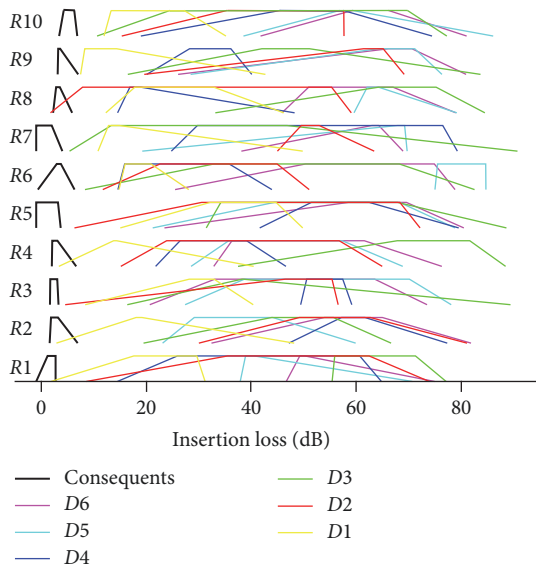 R10
R9
R8
R7
R6
R5
R4
R3
R2
R1
0 20 40 60 80
Insertion loss (dB)
Consequents
D6
D5
D4
D3
D2
D1